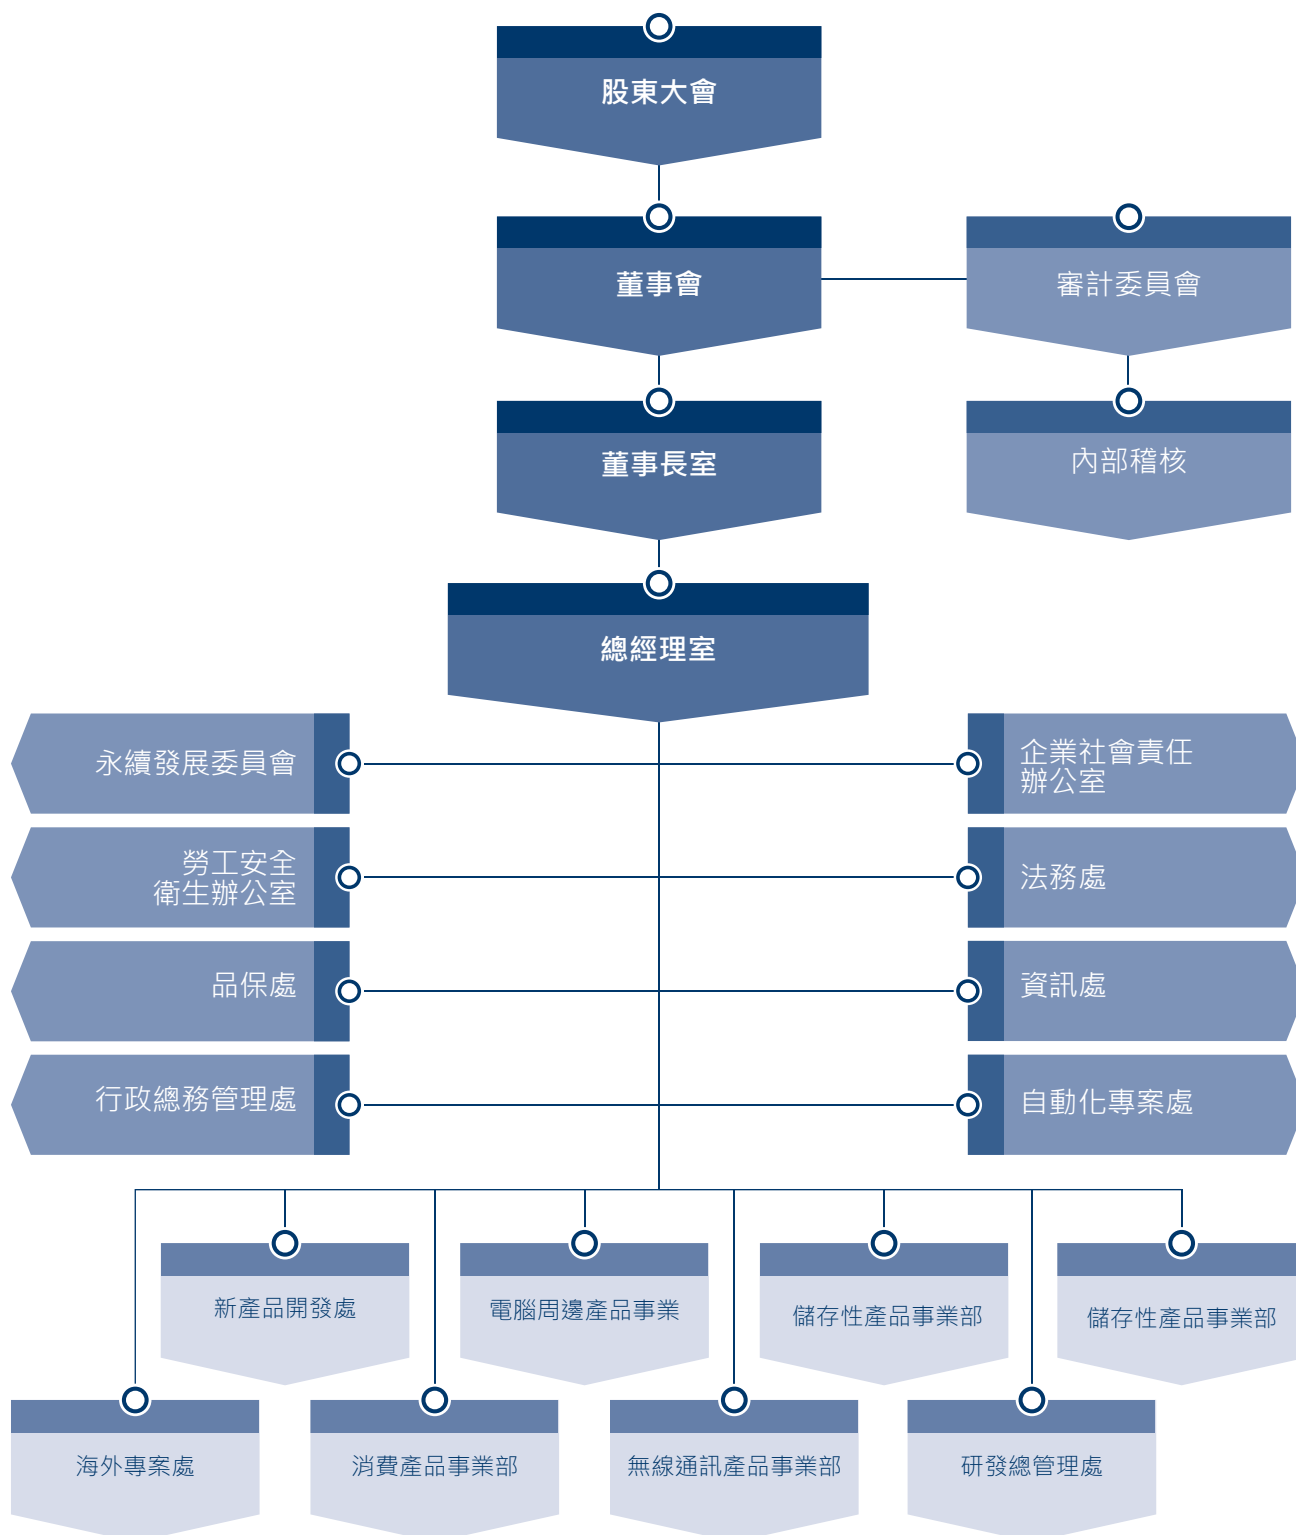 股東大會
董事會
審計委員會
董事長室
內部稽核
總經理室
永續發展委員會
企業社會責任
辦公室
勞工安全
衛生辦公室
法務處
品保處
資訊處
行政總務管理處
自動化專案處
新產品開發處
電腦周邊產品事業
儲存性產品事業部
儲存性產品事業部
海外專案處
消費產品事業部
無線通訊產品事業部
研發總管理處